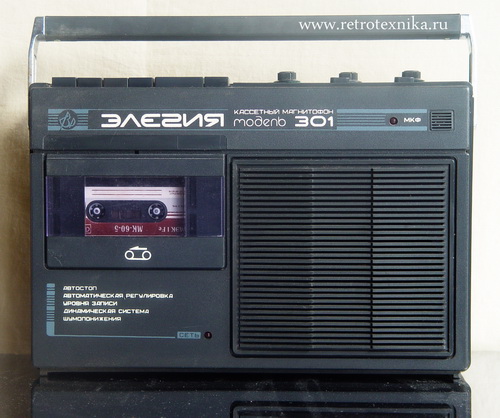 www.retrotexnika.ru
ЭЛЕГИЯ
КАССЕТНЫЙ МАГНИТОФОН
модель 301
МКФ
МК-60-5
АВТОСТОП
АВТОМАТИЧЕСКАЯ РЕГУЛИРОВКА
УРОВНЯ ЗАПИСИ
ДИНАМИЧЕСКАЯ СИСТЕМА
ШУМОПОНИЖЕНИЯ
СЕТЬ